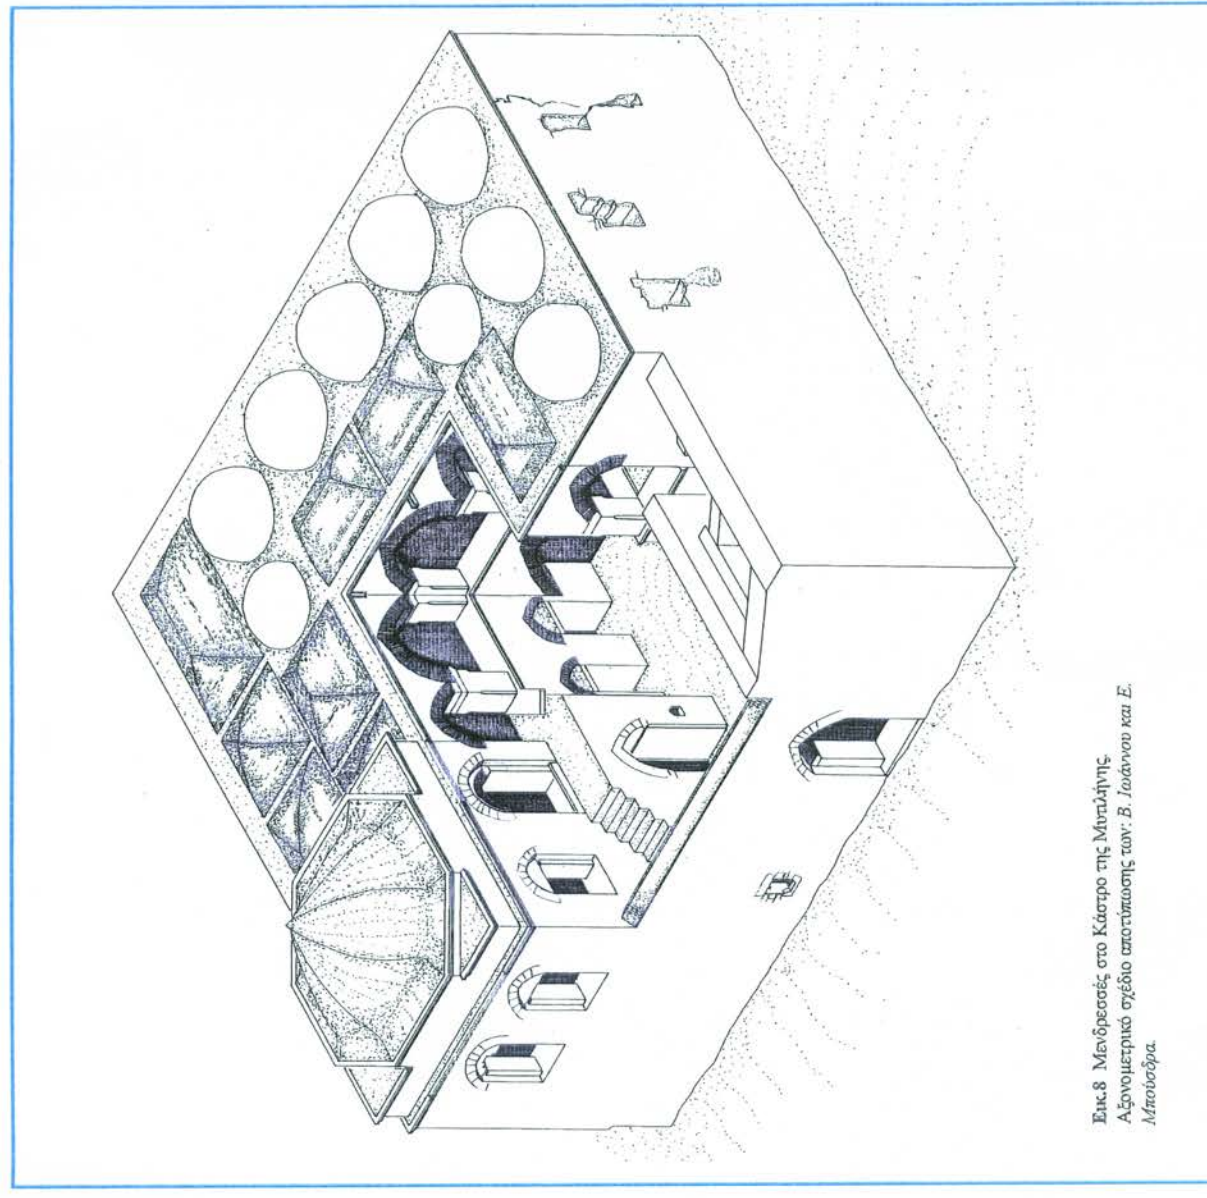 Εικ.8 Μενδρεσσές στο Κάστρο της Μυτιλήνης.
Αξονομετρικό σχέδιο αποτύπωσης των: Β. Ιωάννου και Ε.
Μπούσδρα.